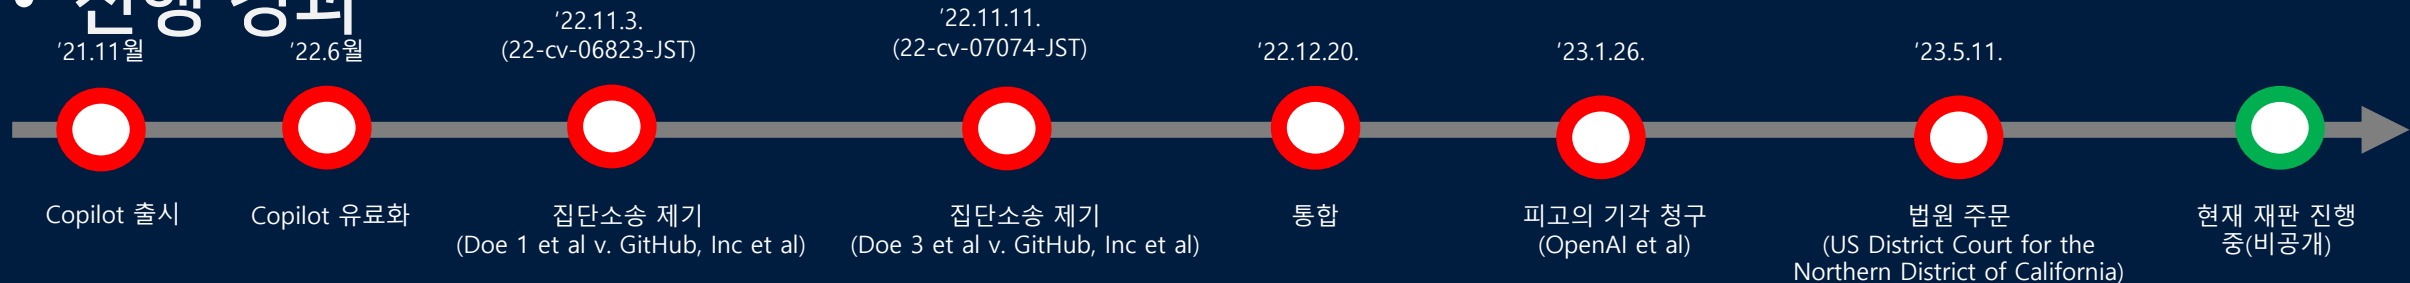 • 진행 경과
’21.11월
Copilot 출시
’22.6월
Copilot 유료화
’22.11.3.
(22-cv-06823-JST)
집단소송 제기
(Doe 1 et al v. GitHub, Inc et al)
’22.11.11.
(22-cv-07074-JST)
집단소송 제기
(Doe 3 et al v. GitHub, Inc et al)
’22.12.20.
통합
’23.1.26.
피고의 기각 청구
(OpenAI et al)
’23.5.11.
법원 주문
(US District Court for the
Northern District of California)
현재 재판 진행
중(비공개)